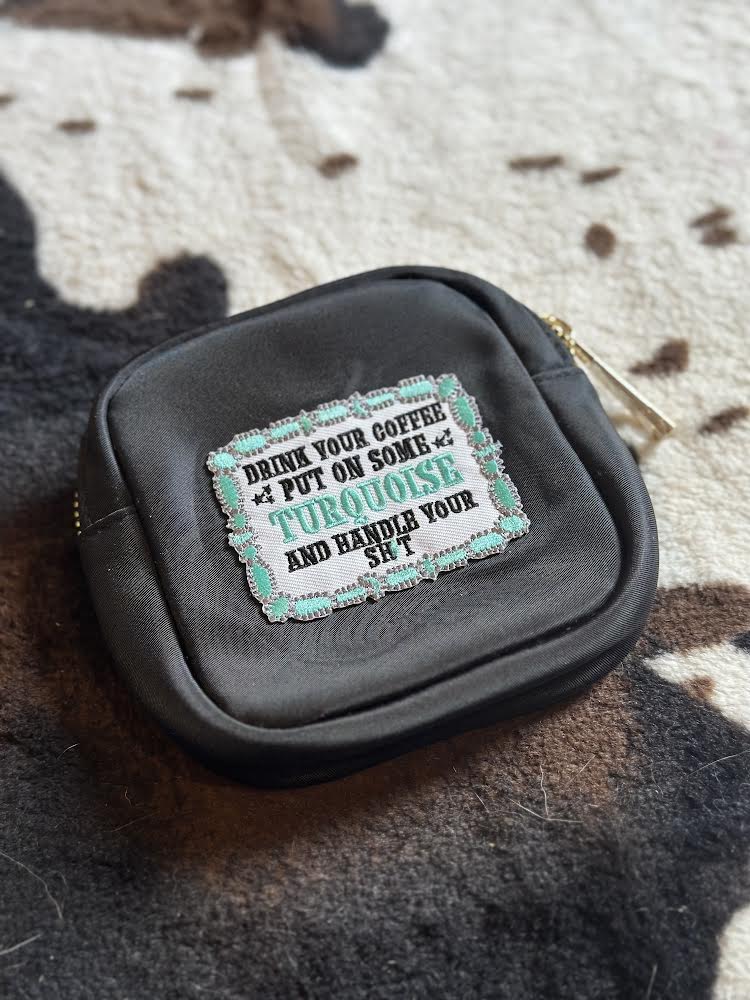 DRINK YOUR COFFEE
PUT ON SOME
TURQUOISE
AND HANDLE YOUR
SH*T